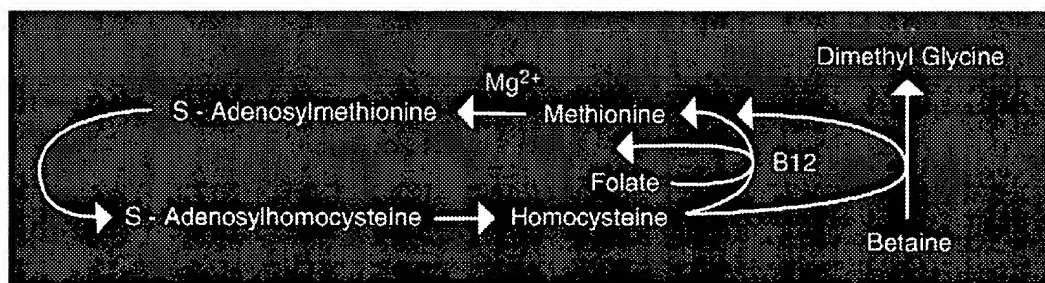 Dimethyl Glycine
Mg²⁺
S - Adenosylmethionine
Methionine
B12
Folate
S - Adenosylhomocysteine
Homocysteine
Betaine